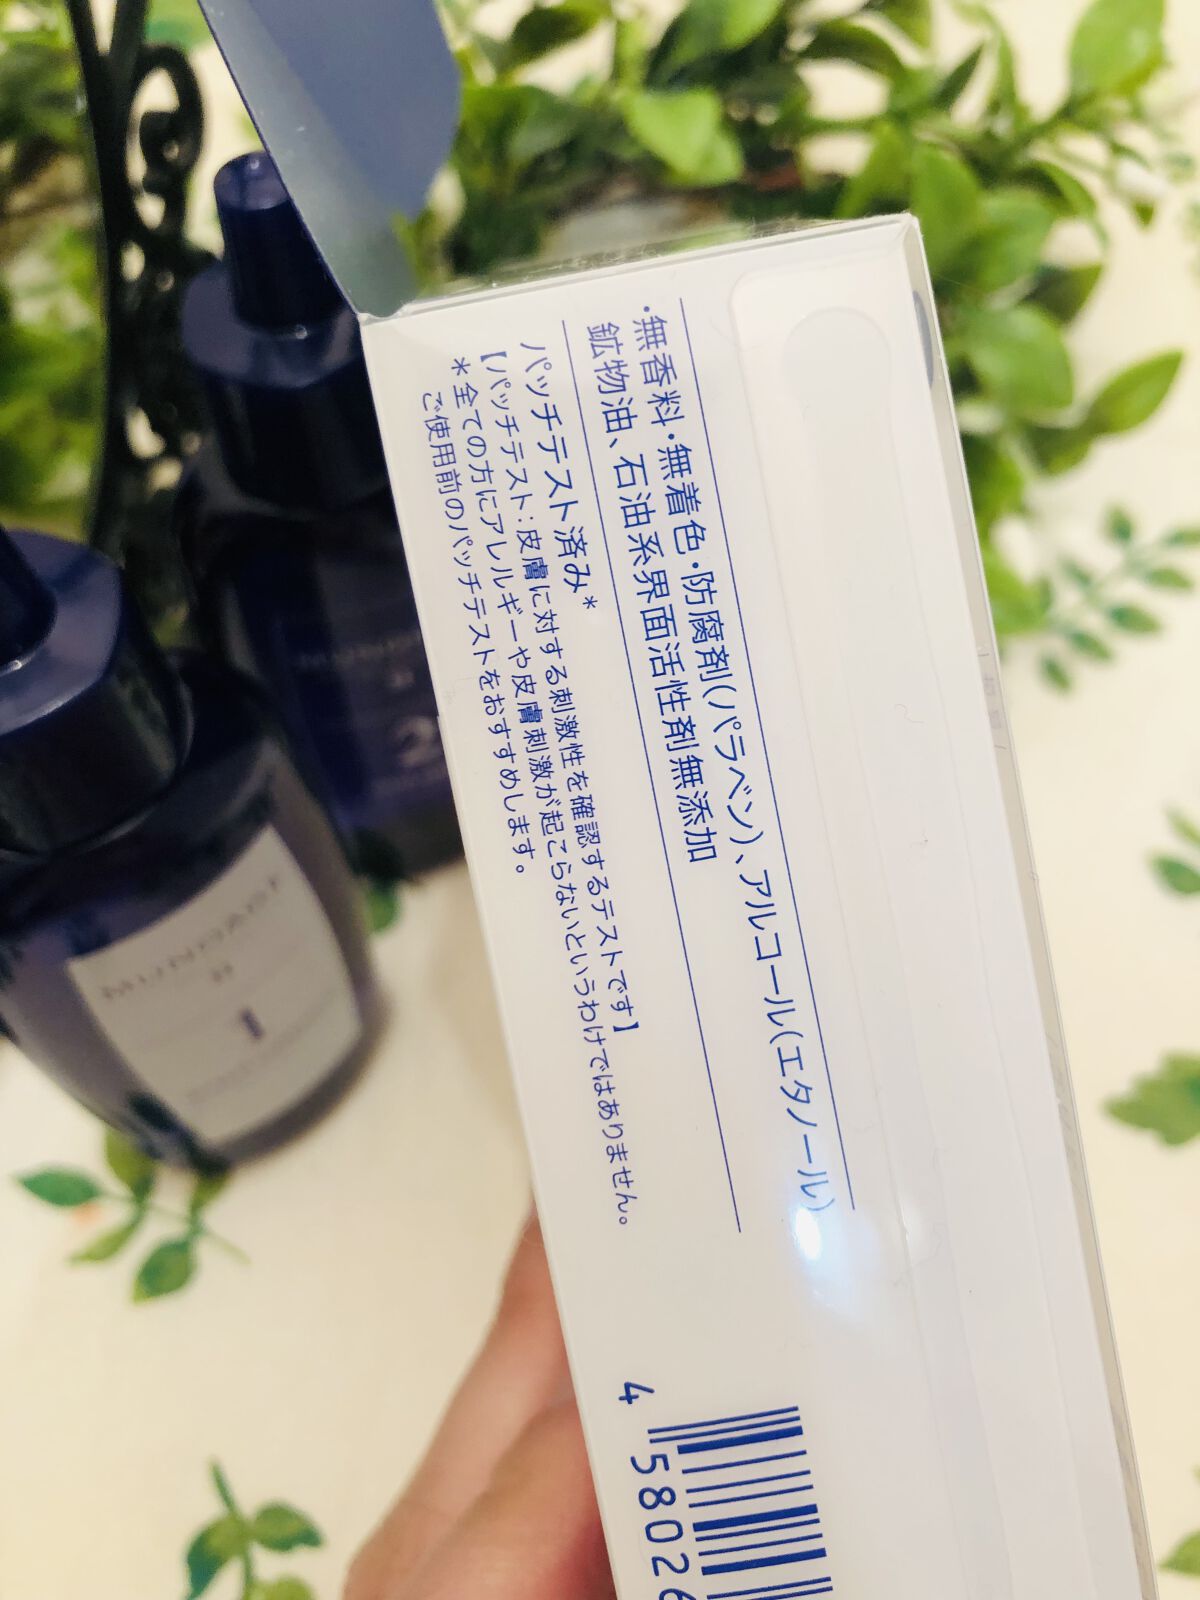 ・無香料・無着色・防腐剤(パラベン)、アルコール(エタノール)
鉱物油、石油系界面活性剤無添加
パッチテスト済み*
【パッチテスト：皮膚に対する刺激性を確認するテストです】
*全ての方にアレルギーや皮膚刺激が起こらないというわけではありません。
ご使用前のパッチテストをおすすめします。
4 58026
1
2